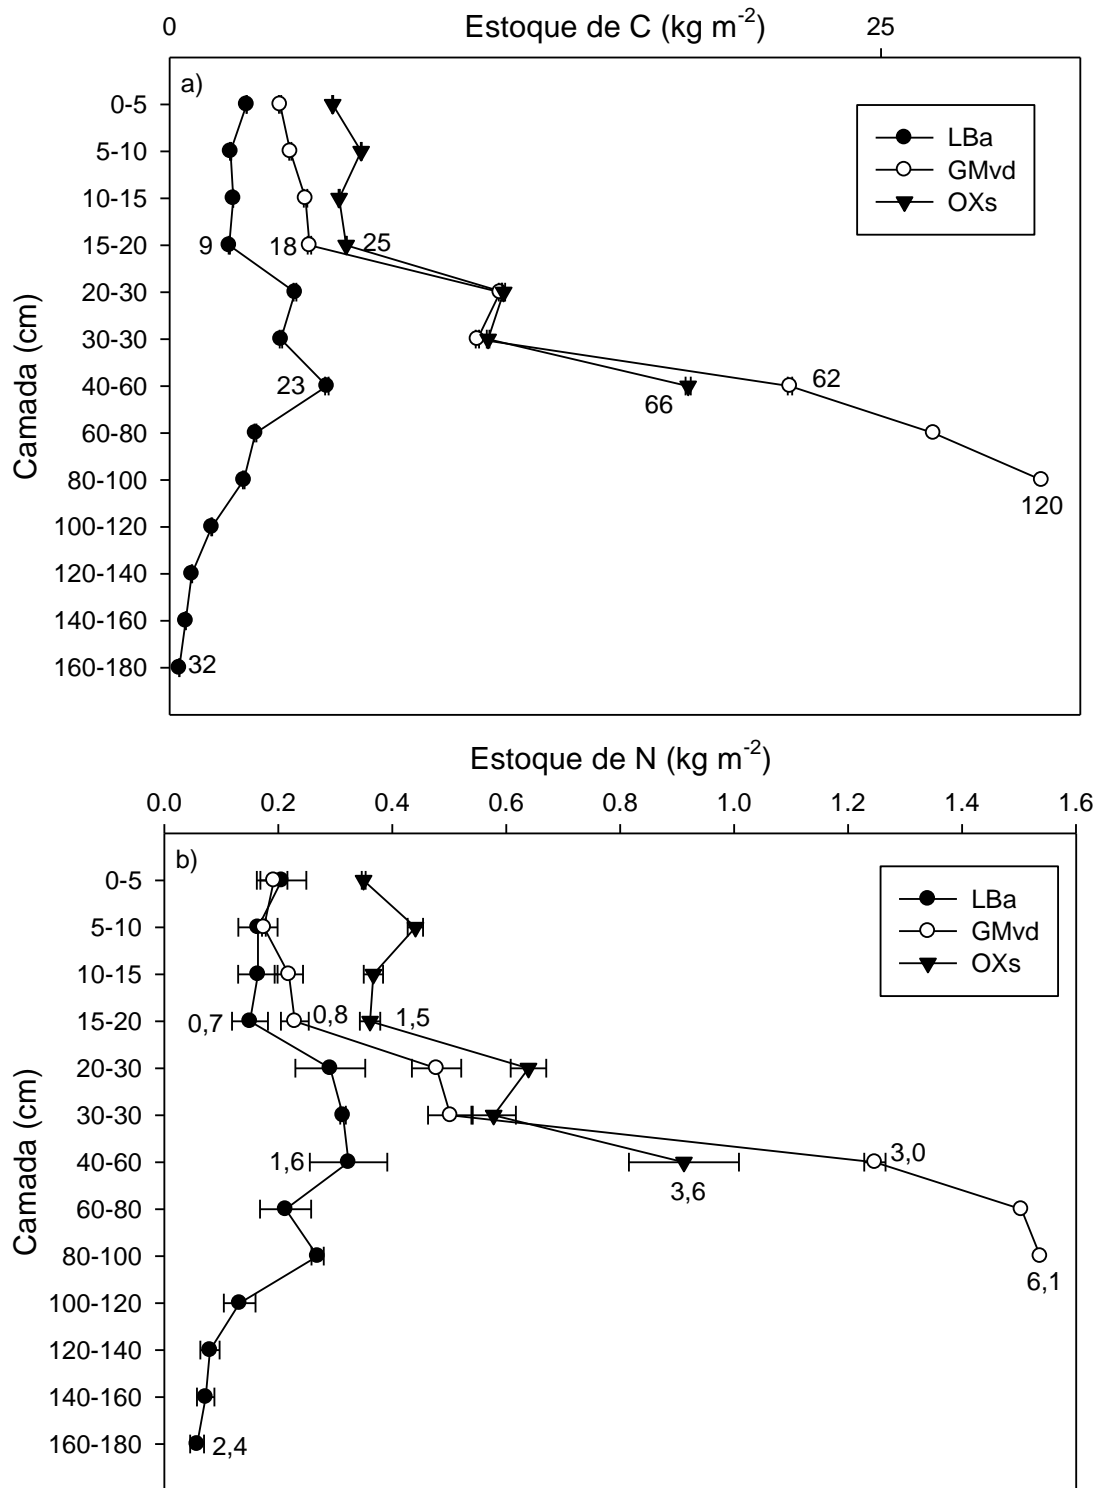 Estoque de C (kg m-2)
0 25
a)
LBa
GMvd
OXs
Camada (cm)
0-5
5-10
10-15
15-20 9 18 25
20-30
30-30
40-60 23 66 62
60-80
80-100 120
100-120
120-140
140-160
160-180 32
Estoque de N (kg m-2)
0.0 0.2 0.4 0.6 0.8 1.0 1.2 1.4 1.6
b)
LBa
GMvd
OXs
Camada (cm)
0-5
5-10
10-15
15-20 0,7 0,8 1,5
20-30
30-30
40-60 1,6 3,6 3,0
60-80
80-100 6,1
100-120
120-140
140-160
160-180 2,4